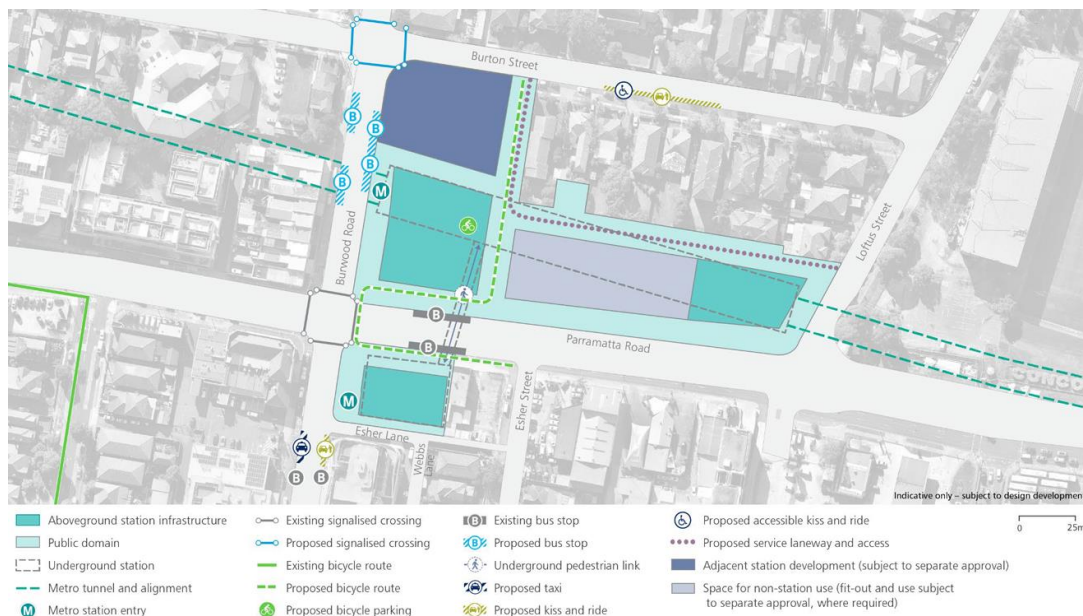 Burton Street
B
B
B
B
M
Burwood Road
Loftus Street
B
B
Parramatta Road
M
Esher Street
Esher Lane
Webbs
Lane
B
B
CONCO
Indicative only – subject to design development
Aboveground station infrastructure
Public domain
Underground station
Metro tunnel and alignment
M Metro station entry
Existing signalised crossing
Proposed signalised crossing
Existing bicycle route
Proposed bicycle route
Proposed bicycle parking
B Existing bus stop
B Proposed bus stop
Underground pedestrian link
Proposed taxi
Proposed kiss and ride
Proposed accessible kiss and ride
Proposed service laneway and access
Adjacent station development (subject to separate approval)
Space for non-station use (fit-out and use subject
to separate approval, where required)
0 25m